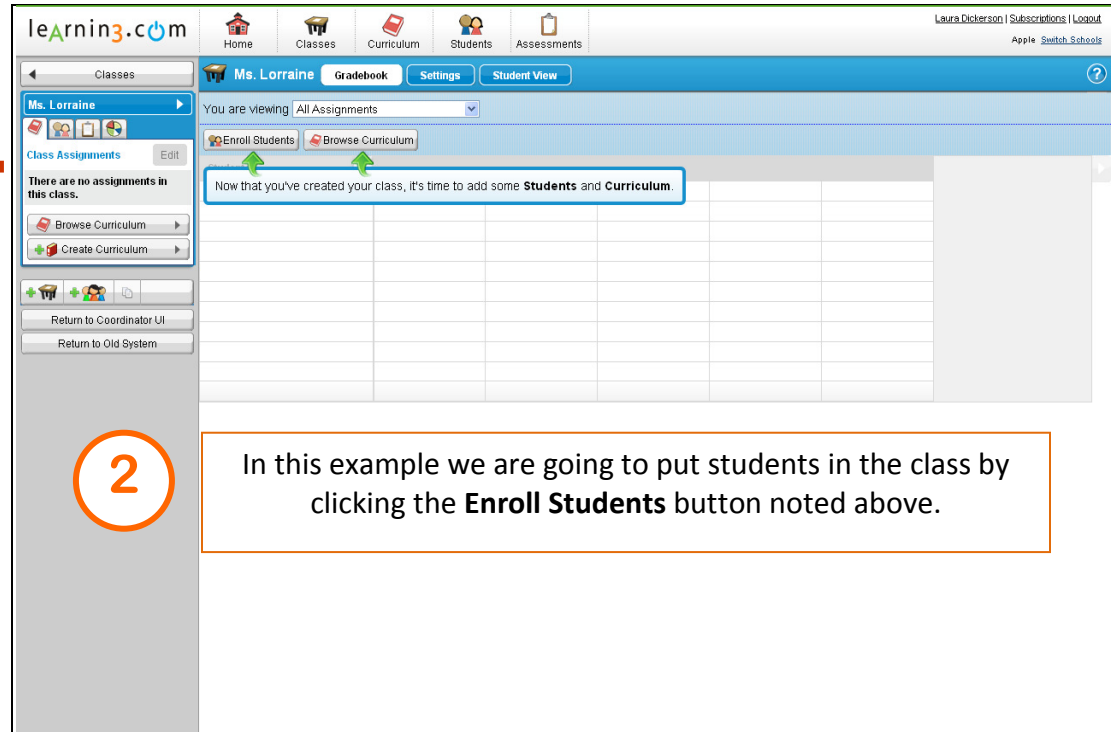 learnin3.com
Home
Classes
Curriculum
Students
Assessments
Laura Dickerson | Subscriptions | Logout
Apple Switch Schools
Classes
Ms. Lorraine
Gradebook
Settings
Student View
?
Ms. Lorraine
You are viewing All Assignments
Enroll Students
Browse Curriculum
Class Assignments
Edit
There are no assignments in
this class.
Now that you've created your class, it's time to add some Students and Curriculum.
Browse Curriculum
Create Curriculum
Return to Coordinator UI
Return to Old System
2
In this example we are going to put students in the class by
clicking the Enroll Students button noted above.